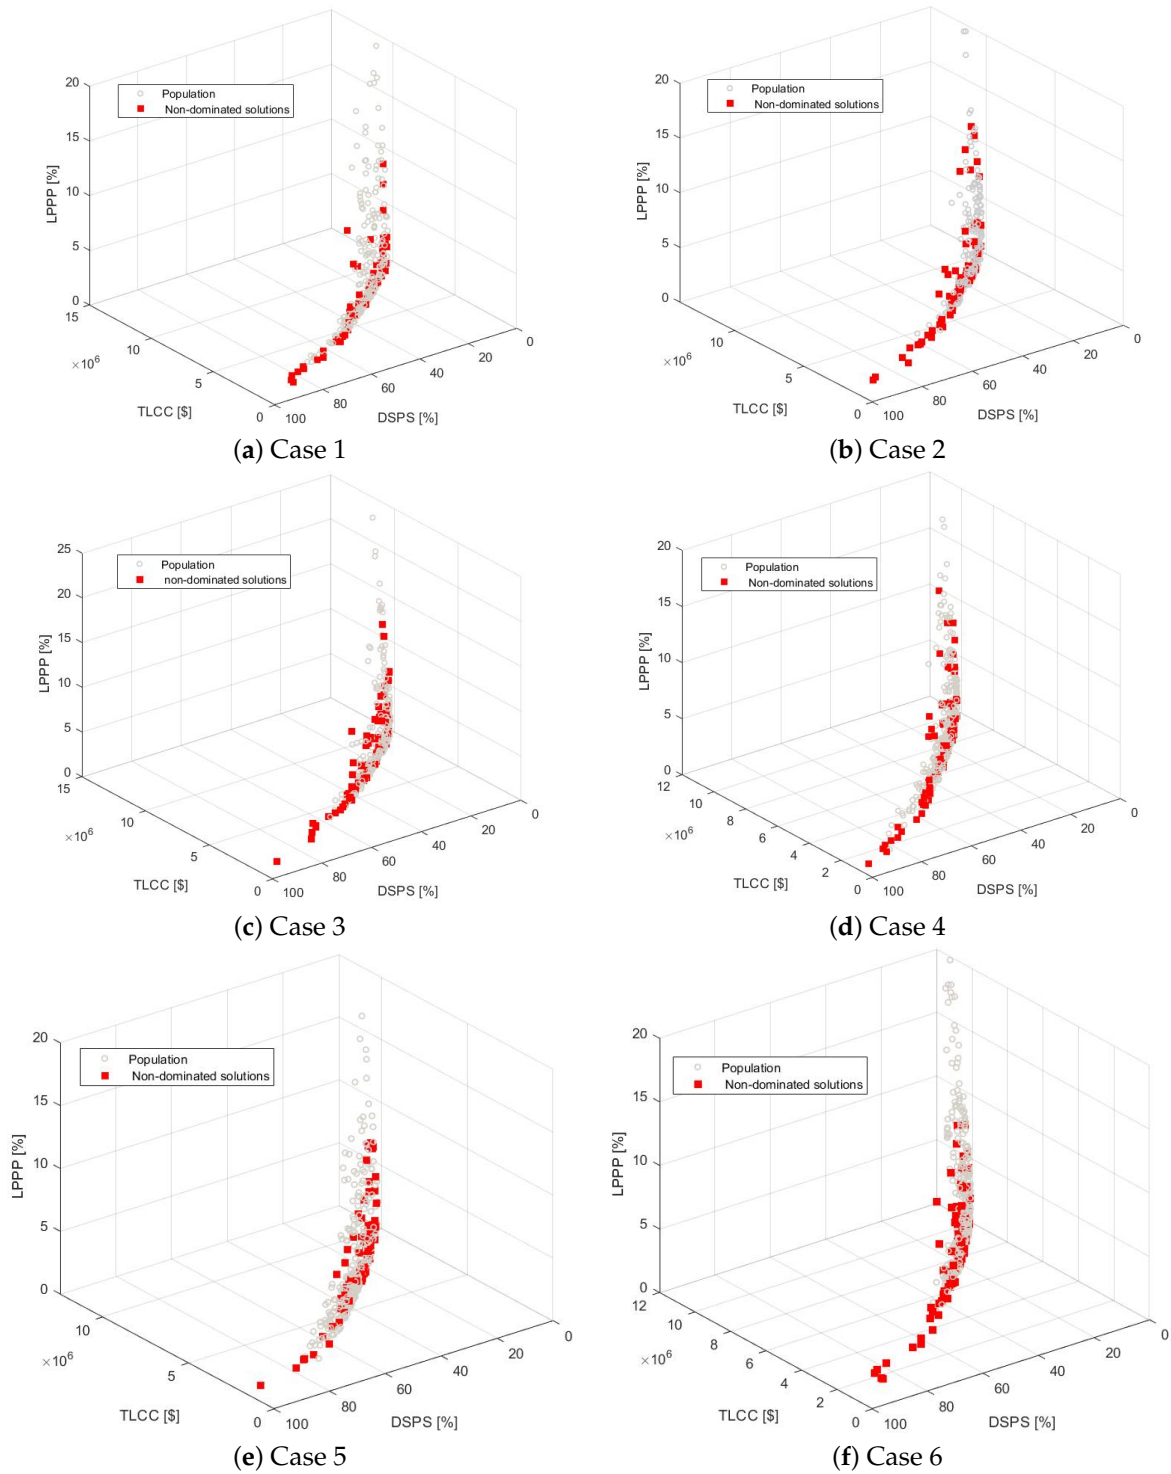 20
15
10
5
0
LPPP [%]
Population
Non-dominated solutions
15
10
5
0
×10⁶
TLCC [$]
100
80
60
40
20
0
DSPS [%]
(a) Case 1
20
15
10
5
0
LPPP [%]
Population
Non-dominated solutions
10
5
0
×10⁶
TLCC [$]
100
80
60
40
20
0
DSPS [%]
(b) Case 2
25
20
15
10
5
0
LPPP [%]
Population
non-dominated solutions
15
10
5
0
×10⁶
TLCC [$]
100
80
60
40
20
0
DSPS [%]
(c) Case 3
20
15
10
5
0
LPPP [%]
Population
Non-dominated solutions
12
10
8
6
4
2
0
×10⁶
TLCC [$]
100
80
60
40
20
0
DSPS [%]
(d) Case 4
20
15
10
5
0
LPPP [%]
Population
Non-dominated solutions
10
5
0
×10⁶
TLCC [$]
100
80
60
40
20
0
DSPS [%]
(e) Case 5
20
15
10
5
0
LPPP [%]
Population
Non-dominated solutions
12
10
8
6
4
2
0
×10⁶
TLCC [$]
100
80
60
40
20
0
DSPS [%]
(f) Case 6